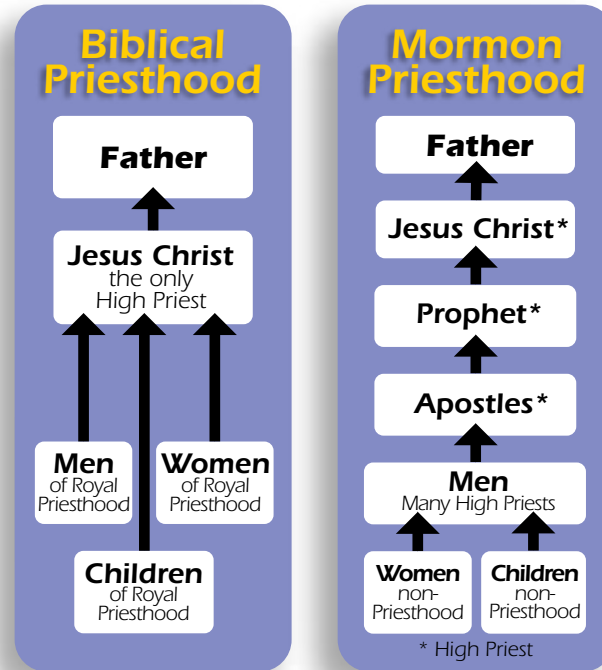 Biblical
Priesthood
Father
Jesus Christ
the only
High Priest
Men
of Royal
Priesthood
Women
of Royal
Priesthood
Children
of Royal
Priesthood
Mormon
Priesthood
Father
Jesus Christ*
Prophet*
Apostles*
Men
Many High Priests
Women
non-
Priesthood
Children
non-
Priesthood
* High Priest